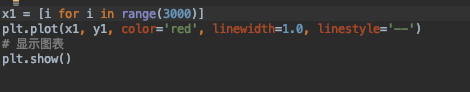 x1 = [i for i in range(3000)]
plt.plot(x1, y1, color='red', linewidth=1.0, linestyle='--')
# 显示图表
plt.show()